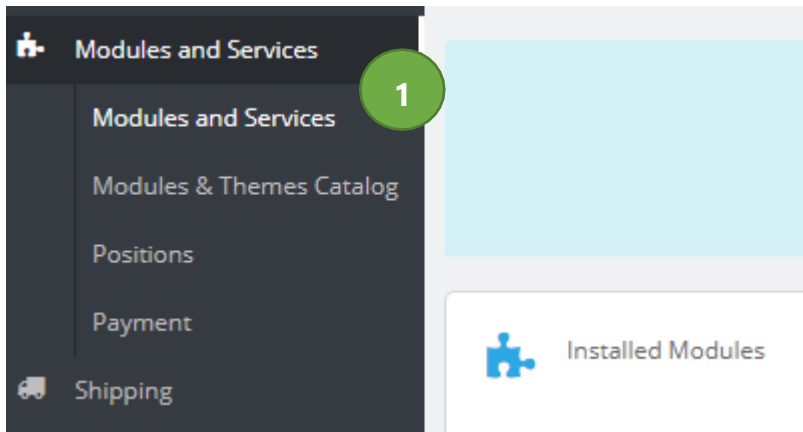 Modules and Services
1
Modules and Services
Modules & Themes Catalog
Positions
Payment
Shipping
Installed Modules